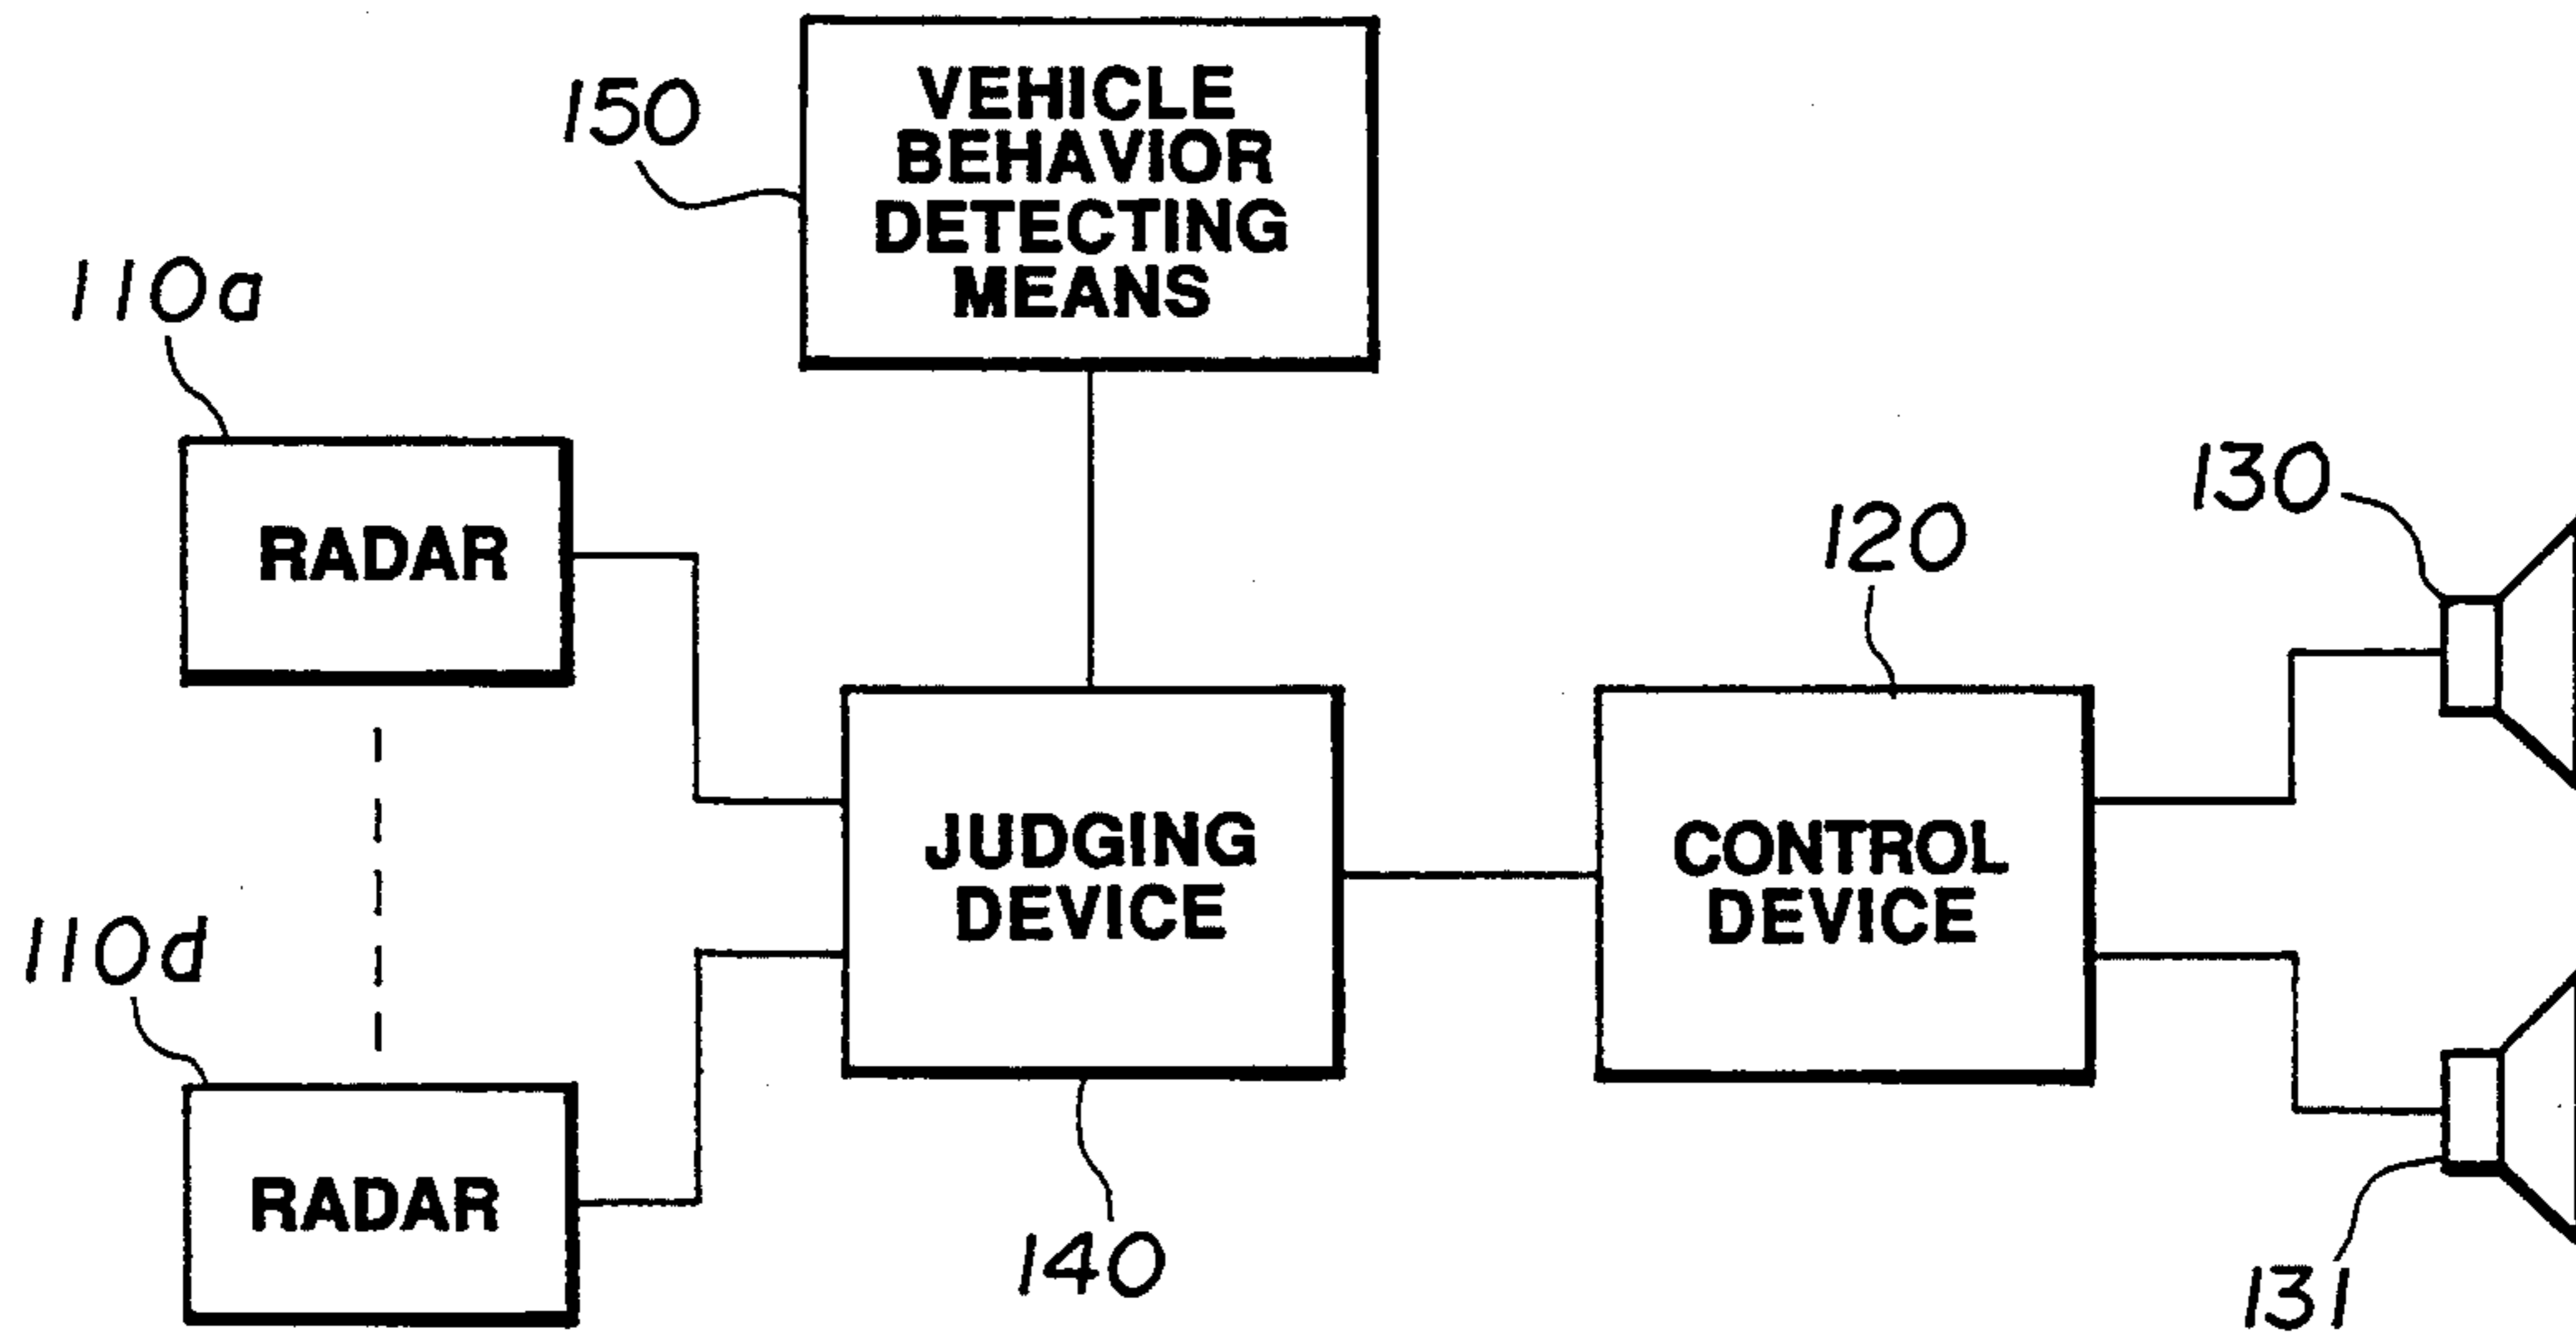 150
VEHICLE
BEHAVIOR
DETECTING
MEANS
110a
RADAR
130
120
JUDGING
DEVICE
CONTROL
DEVICE
110d
RADAR
140
131